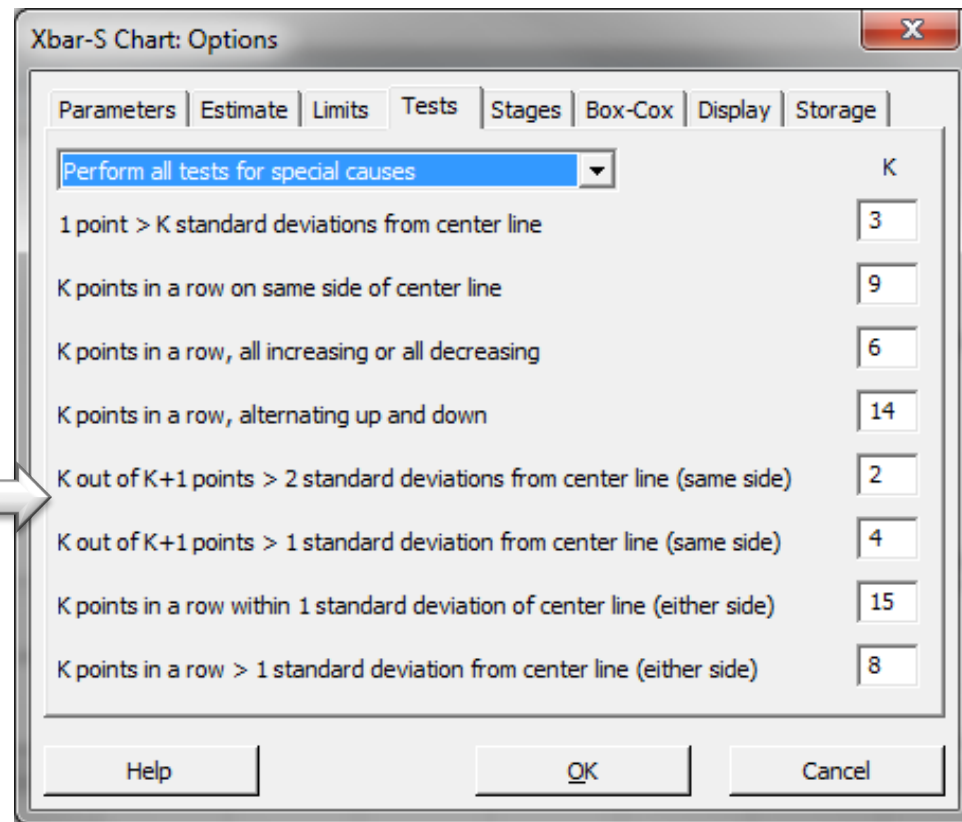 Xbar-S Chart: Options
Parameters Estimate Limits Tests Stages Box-Cox Display Storage
Perform all tests for special causes K
1 point > K standard deviations from center line 3
K points in a row on same side of center line 9
K points in a row, all increasing or all decreasing 6
K points in a row, alternating up and down 14
K out of K+1 points > 2 standard deviations from center line (same side) 2
K out of K+1 points > 1 standard deviation from center line (same side) 4
K points in a row within 1 standard deviation of center line (either side) 15
K points in a row > 1 standard deviation from center line (either side) 8
Help OK Cancel